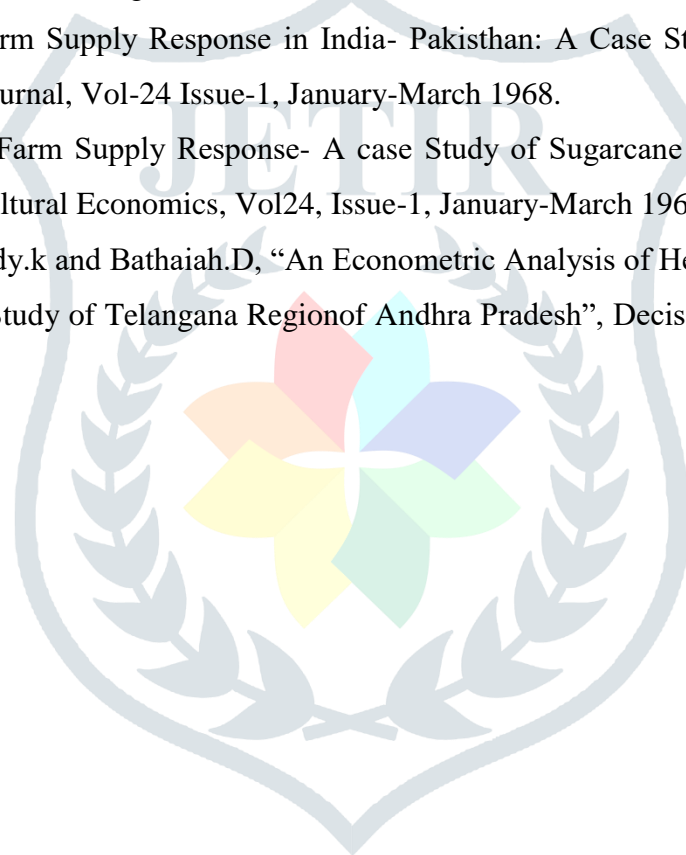 rm Supply Response in India- Pakisthan: A Case St
urnal, Vol-24 Issue-1, January-March 1968.
Farm Supply Response- A case Study of Sugarcane
ltural Economics, Vol24, Issue-1, January-March 196
dy.k and Bathaiah.D, “An Econometric Analysis of He
Study of Telangana Regionof Andhra Pradesh”, Decis
JETIR